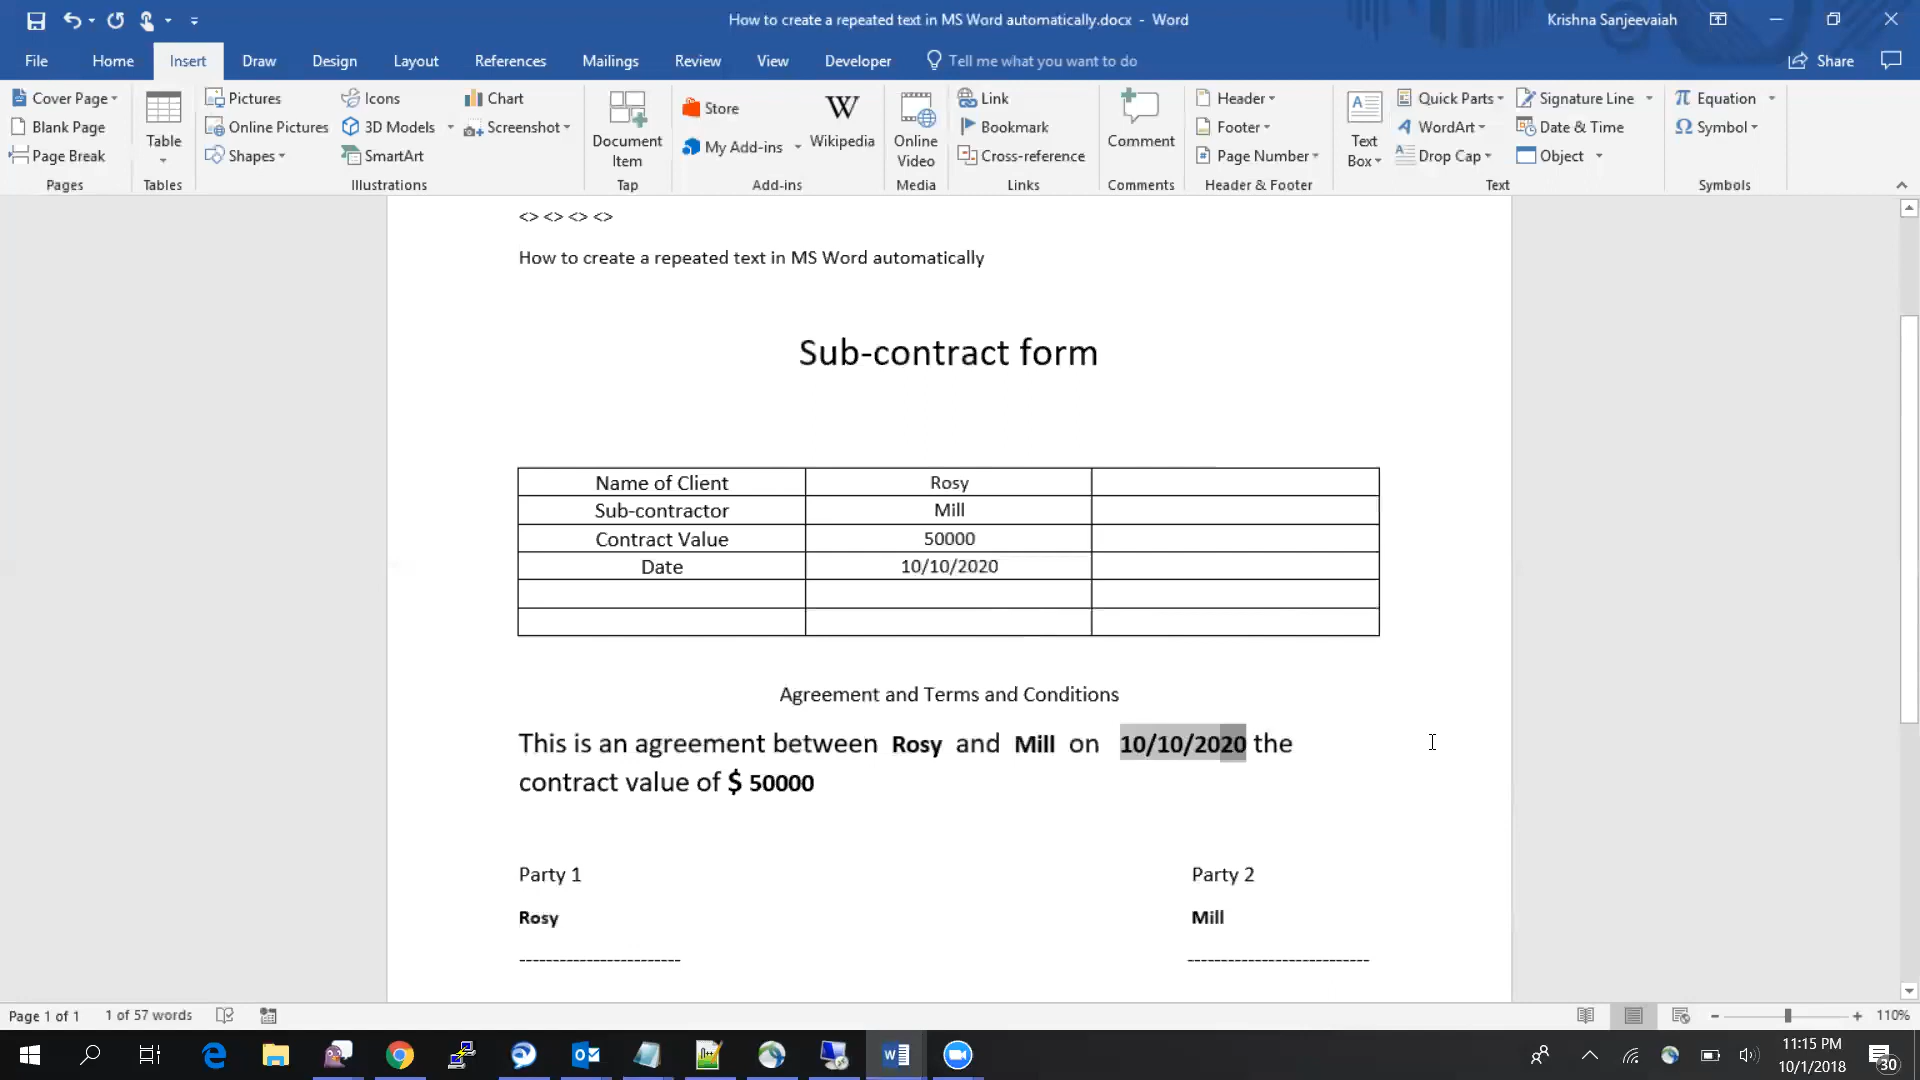 How to create a repeated text in MS Word automatically.docx - Word
Krishna Sanjeevaiah
File Home Insert Draw Design Layout References Mailings Review View Developer Tell me what you want to do Share
Cover Page
Blank Page
Page Break
Pages
Table
Tables
Pictures
Online Pictures
Shapes
Icons
3D Models
SmartArt
Chart
Screenshot
Illustrations
Document
Item
Tap
Store
My Add-ins
W
Wikipedia
Add-ins
Online
Video
Media
Link
Bookmark
Cross-reference
Links
Comment
Comments
Header
Footer
Page Number
Header & Footer
Text
Box
Quick Parts
WordArt
Drop Cap
Signature Line
Date & Time
Object
Text
π Equation
Ω Symbol
Symbols
<> <> <> <>
How to create a repeated text in MS Word automatically
Sub-contract form
Name of Client Rosy
Sub-contractor Mill
Contract Value 50000
Date 10/10/2020
Agreement and Terms and Conditions
This is an agreement between Rosy and Mill on 10/10/2020 the
contract value of $ 50000
Party 1 Party 2
Rosy Mill
------------------------ ---------------------------
Page 1 of 1 1 of 57 words 110%
11:15 PM
10/1/2018
30